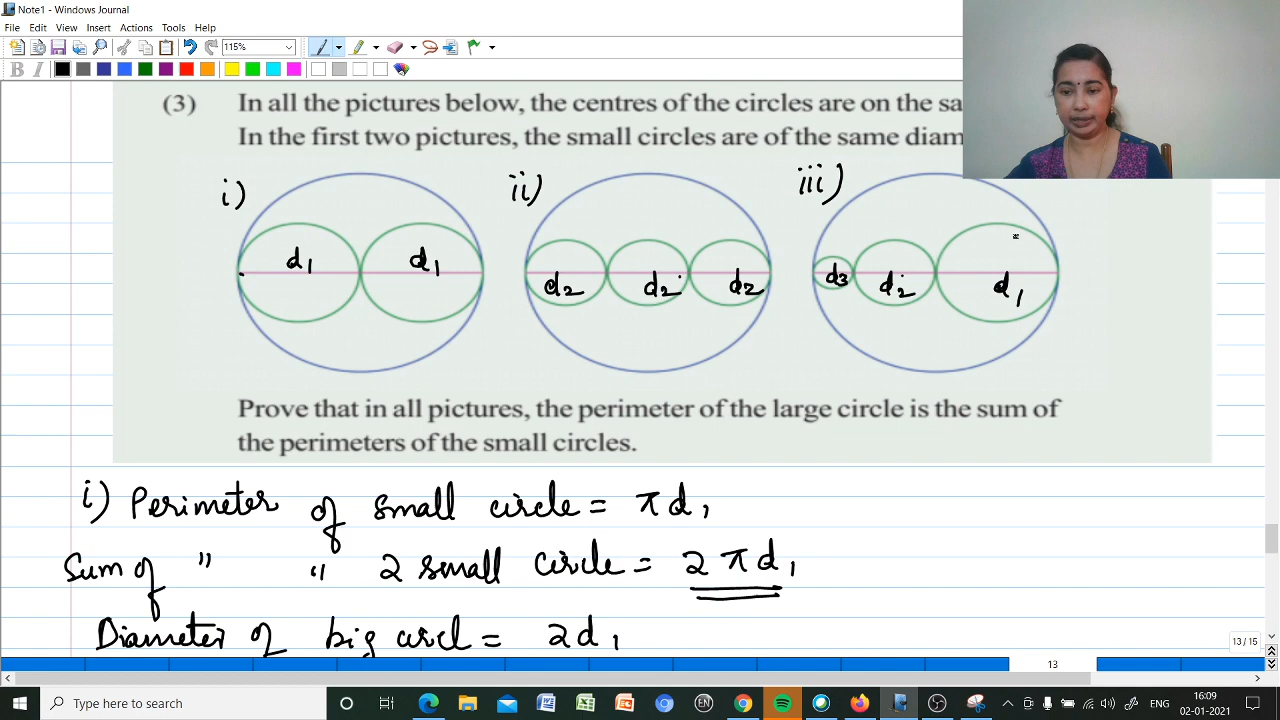 Note1 - Windows Journal
File Edit View Insert Actions Tools Help
115%
B I
(3) In all the pictures below, the centres of the circles are on the sa
In the first two pictures, the small circles are of the same diam
i) ii) iii)
d1 d1 d2 d2 d2 d3 d2 d1
Prove that in all pictures, the perimeter of the large circle is the sum of
the perimeters of the small circles.
i) Perimeter of small circle = πd1
Sum of " " 2 small circle = 2πd1
Diameter of big circl = 2d1
13 / 15
13
Type here to search
ENG
16:09
02-01-2021